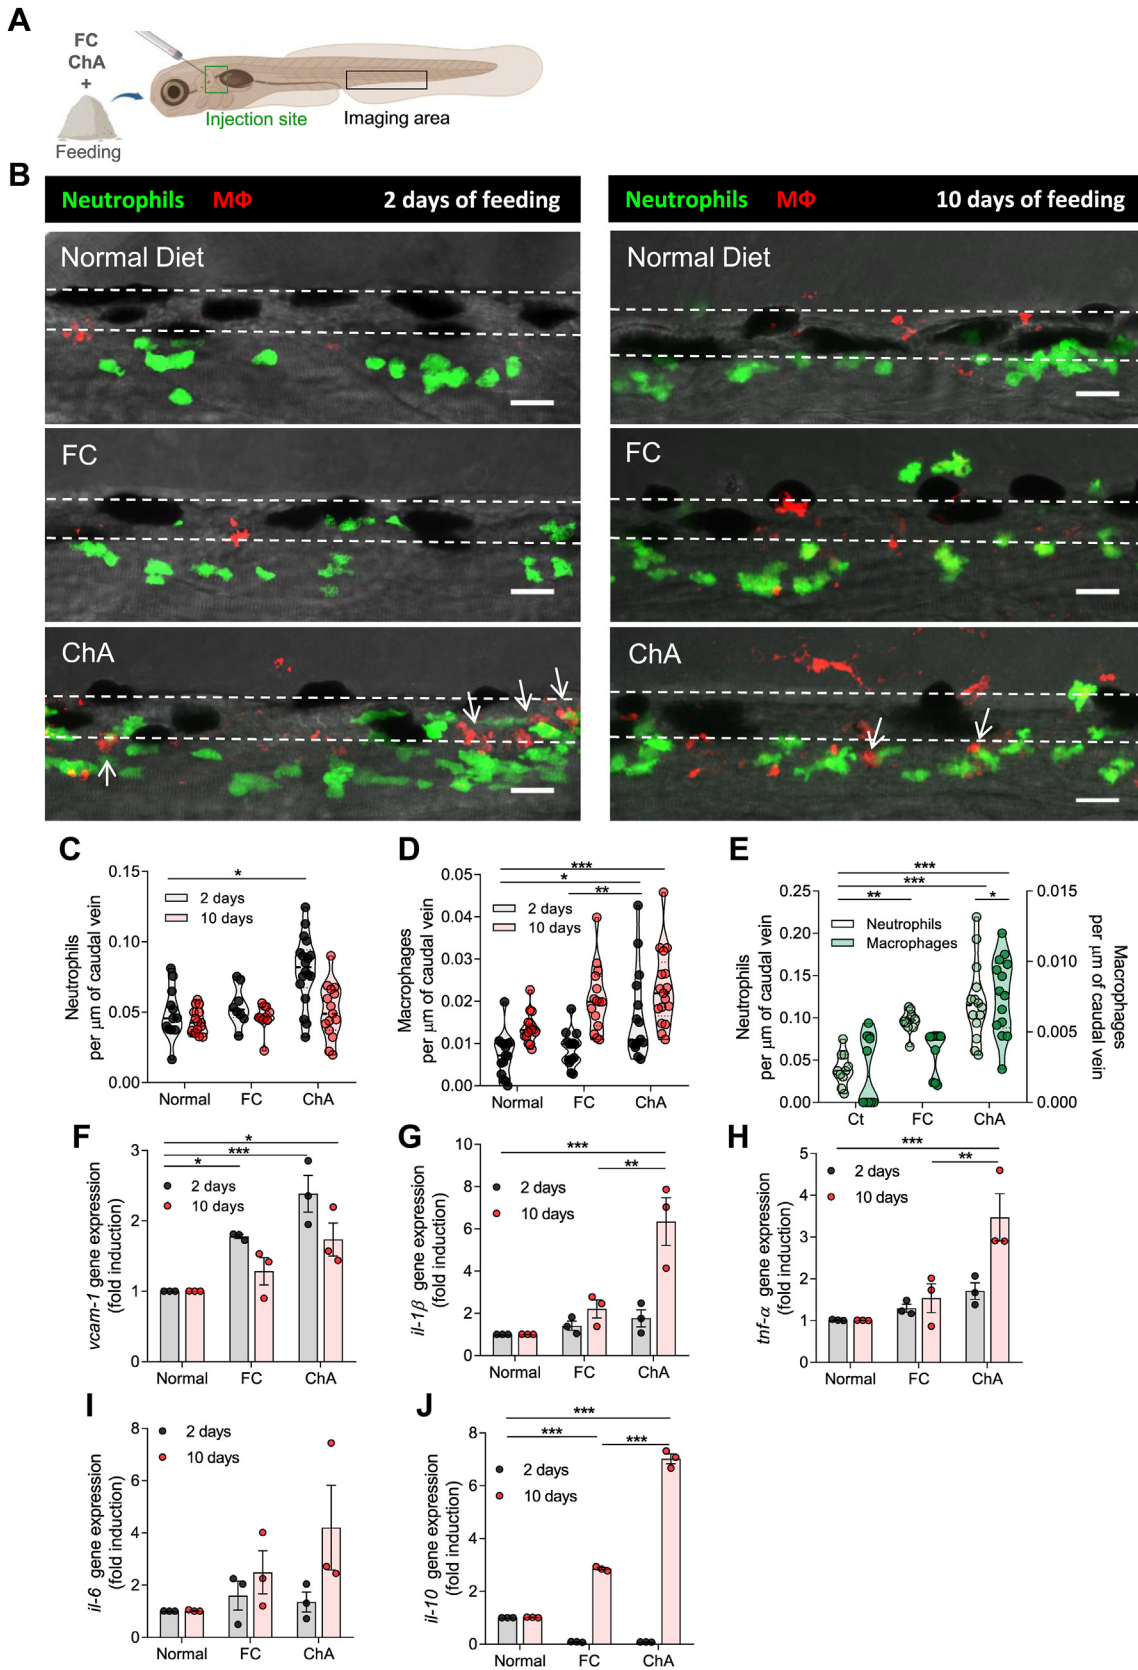 A
FC
ChA
+
Feeding
Injection site
Imaging area
B
Neutrophils MΦ 2 days of feeding
Neutrophils MΦ 10 days of feeding
Normal Diet
Normal Diet
FC
FC
ChA
ChA
C
Neutrophils
per μm of caudal vein
0.15
0.10
0.05
0.00
*
2 days
10 days
Normal FC ChA
D
Macrophages
per μm of caudal vein
0.05
0.04
0.03
0.02
0.01
0.00
***
*
**
2 days
10 days
Normal FC ChA
E
Neutrophils
per μm of caudal vein
0.25
0.20
0.15
0.10
0.05
0.00
***
***
** *
Neutrophils
Macrophages
0.015
0.010
0.005
0.000
Macrophages
per μm of caudal vein
Ct FC ChA
F
vcam-1 gene expression
(fold induction)
3
2
1
0
*
***
*
2 days
10 days
Normal FC ChA
G
il-1β gene expression
(fold induction)
10
8
6
4
2
0
***
**
2 days
10 days
Normal FC ChA
H
tnf-α gene expression
(fold induction)
5
4
3
2
1
0
***
**
2 days
10 days
Normal FC ChA
I
il-6 gene expression
(fold induction)
8
6
4
2
0
2 days
10 days
Normal FC ChA
J
il-10 gene expression
(fold induction)
8
6
4
2
0
***
*** ***
2 days
10 days
Normal FC ChA